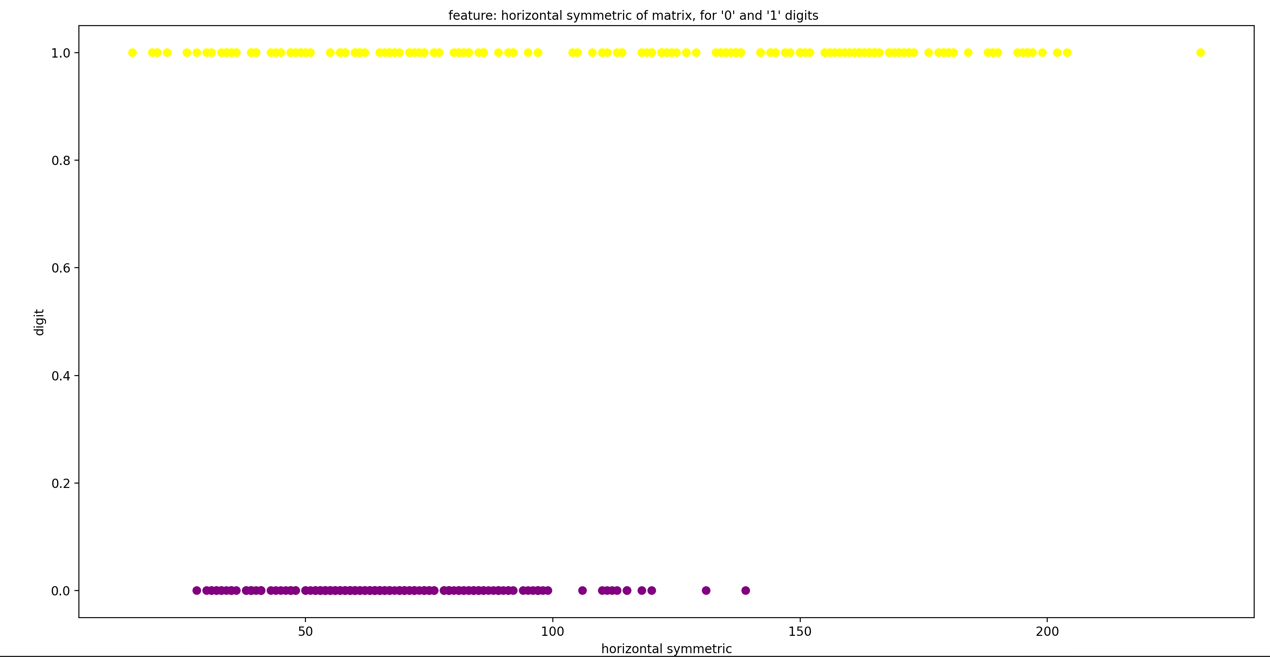 feature: horizontal symmetric of matrix, for '0' and '1' digits
1.0
0.8
0.6
digit
0.4
0.2
0.0
50 100 150 200
horizontal symmetric